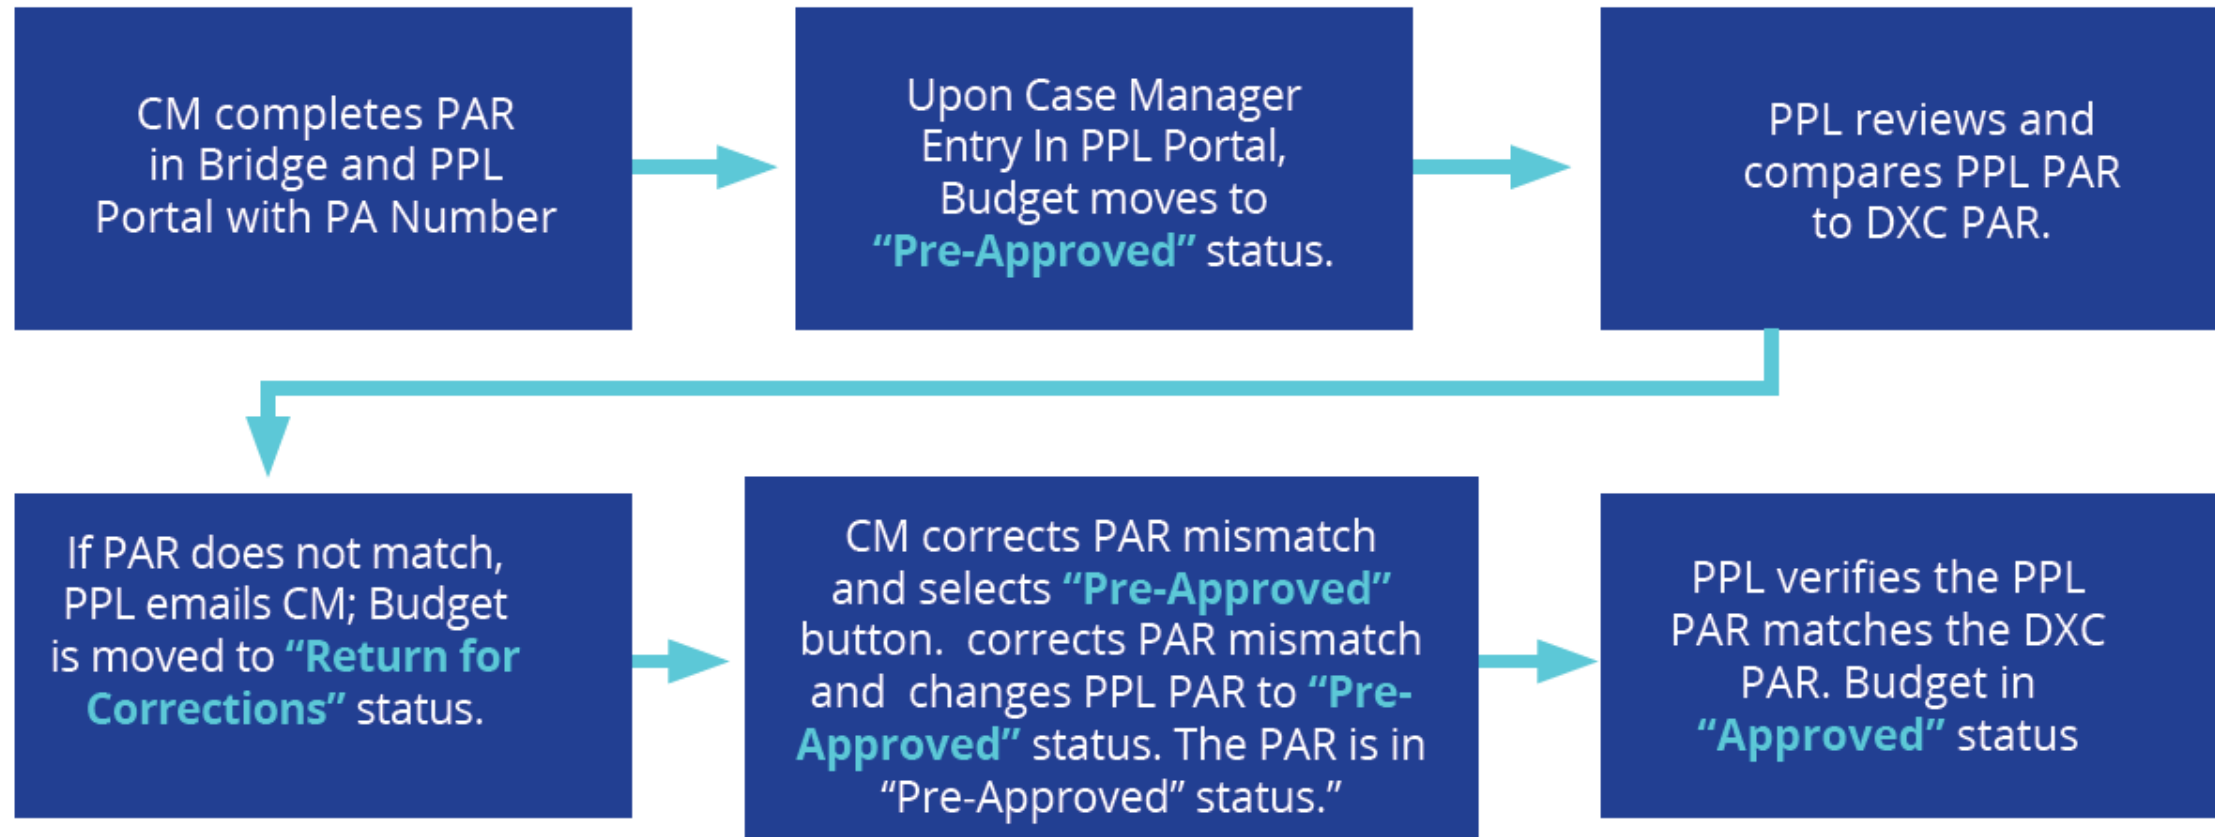 CM completes PAR
in Bridge and PPL
Portal with PA Number
Upon Case Manager
Entry In PPL Portal,
Budget moves to
“Pre-Approved” status.
PPL reviews and
compares PPL PAR
to DXC PAR.
If PAR does not match,
PPL emails CM; Budget
is moved to “Return for
Corrections” status.
CM corrects PAR mismatch
and selects “Pre-Approved”
button.  corrects PAR mismatch
and  changes PPL PAR to “Pre-
Approved” status. The PAR is in
“Pre-Approved” status.”
PPL verifies the PPL
PAR matches the DXC
PAR. Budget in
“Approved” status